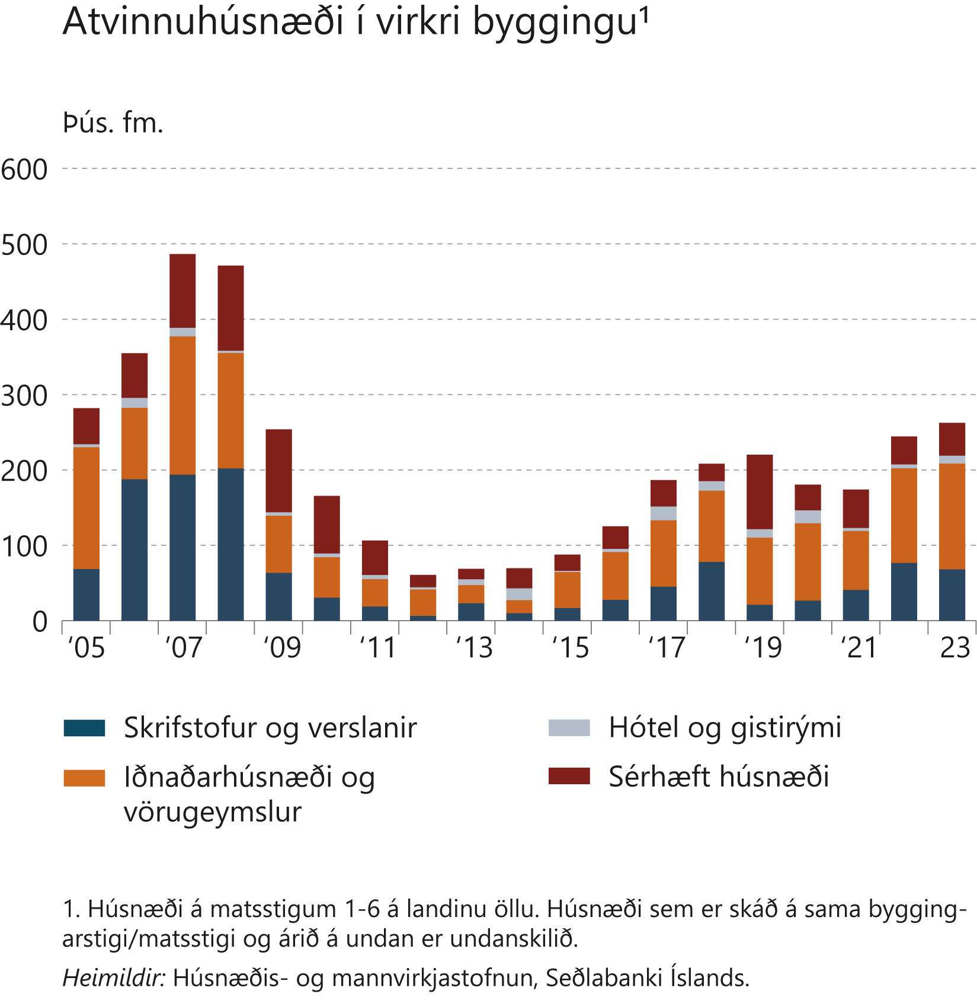 Atvinnuhúsnæði í virkri byggingu¹
Þús. fm.
600
500
400
300
200
100
0
‘05 ‘07 ‘09 ‘11 ‘13 ‘15 ‘17 ‘19 ‘21 23
Skrifstofur og verslanir
Iðnaðarhúsnæði og
vörugeymslur
Hótel og gistirými
Sérhæft húsnæði
1. Húsnæði á matsstigum 1-6 á landinu öllu. Húsnæði sem er skáð á sama bygging-
arstigi/matsstigi og árið á undan er undanskilið.
Heimildir: Húsnæðis- og mannvirkjastofnun, Seðlabanki Íslands.